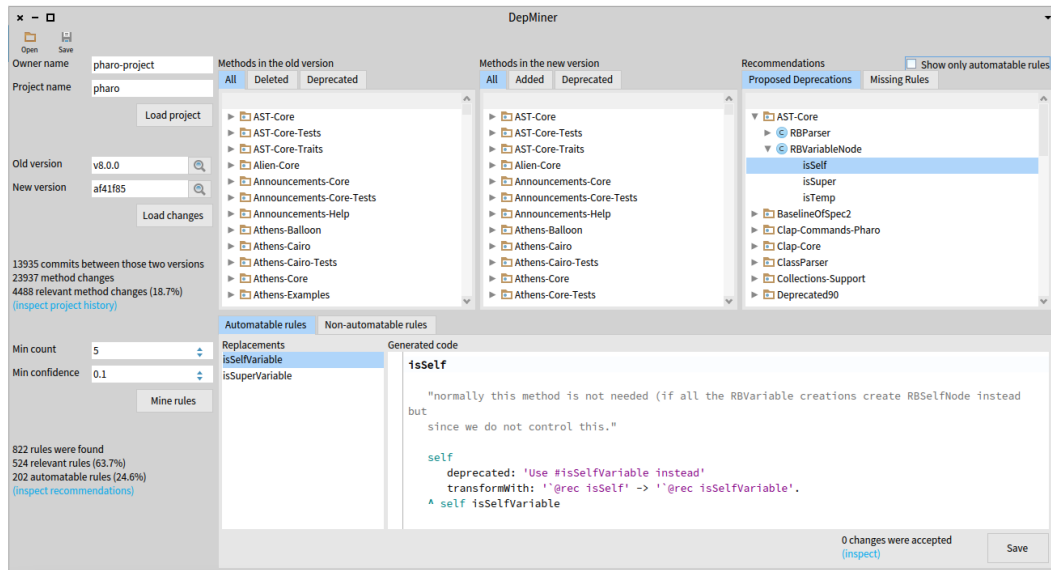 DepMiner
Open
Save
Owner name
pharo-project
Project name
pharo
Load project
Old version
v8.0.0
New version
af41f85
Load changes
13935 commits between those two versions
23937 method changes
4488 relevant method changes (18.7%)
(inspect project history)
Min count
5
Min confidence
0.1
Mine rules
822 rules were found
524 relevant rules (63.7%)
202 automatable rules (24.6%)
(inspect recommendations)
Methods in the old version
All
Deleted
Deprecated
AST-Core
AST-Core-Tests
AST-Core-Traits
Alien-Core
Announcements-Core
Announcements-Core-Tests
Announcements-Help
Athens-Balloon
Athens-Cairo
Athens-Cairo-Tests
Athens-Core
Athens-Examples
Methods in the new version
All
Added
Deprecated
AST-Core
AST-Core-Tests
AST-Core-Traits
Alien-Core
Announcements-Core
Announcements-Core-Tests
Announcements-Help
Athens-Balloon
Athens-Cairo
Athens-Cairo-Tests
Athens-Core
Athens-Core-Tests
Recommendations
Show only automatable rules
Proposed Deprecations
Missing Rules
AST-Core
C RBParser
C RBVariableNode
isSelf
isSuper
isTemp
BaselineOfSpec2
Clap-Commands-Pharo
Clap-Core
ClassParser
Collections-Support
Deprecated90
Automatable rules
Non-automatable rules
Replacements
isSelfVariable
isSuperVariable
Generated code
isSelf
"normally this method is not needed (if all the RBVariable creations create RBSelfNode instead
but
since we do not control this."
self
deprecated: 'Use #isSelfVariable instead'
transformWith: '`@rec isSelf' -> '`@rec isSelfVariable'.
^ self isSelfVariable
0 changes were accepted
(inspect)
Save